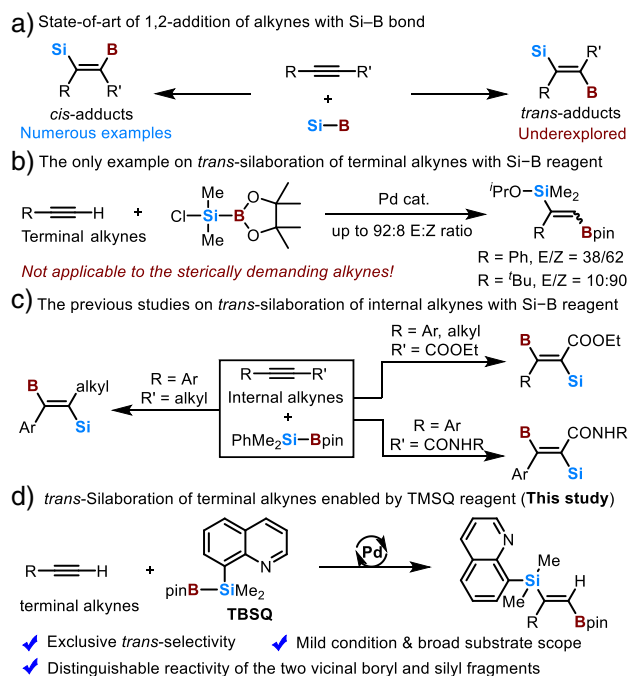 a) State-of-art of 1,2-addition of alkynes with Si–B bond
Si B
R R'
cis-adducts
Numerous examples
R R'
+
Si–B
Si R'
R B
trans-adducts
Underexplored
b) The only example on trans-silaboration of terminal alkynes with Si−B reagent
R H
Terminal alkynes
+
Me
Cl Si B O
O
Me
Pd cat.
up to 92:8 E:Z ratio
iPrO SiMe2
R Bpin
Not applicable to the sterically demanding alkynes!
R = Ph, E/Z = 38/62
R = tBu, E/Z = 10:90
c) The previous studies on trans-silaboration of internal alkynes with Si−B reagent
B alkyl
Ar Si
R = Ar
R' = alkyl
R R'
Internal alkynes
+
PhMe2Si–Bpin
R = Ar, alkyl
R' = COOEt
B COOEt
R Si
R = Ar
R' = CONHR
B CONHR
Ar Si
d) trans-Silaboration of terminal alkynes enabled by TMSQ reagent (This study)
R H
terminal alkynes
+
N
pinB SiMe2
TBSQ
Pd
N
Me
Si H
Me
R Bpin
Exclusive trans-selectivity
Mild condition & broad substrate scope
Distinguishable reactivity of the two vicinal boryl and silyl fragments